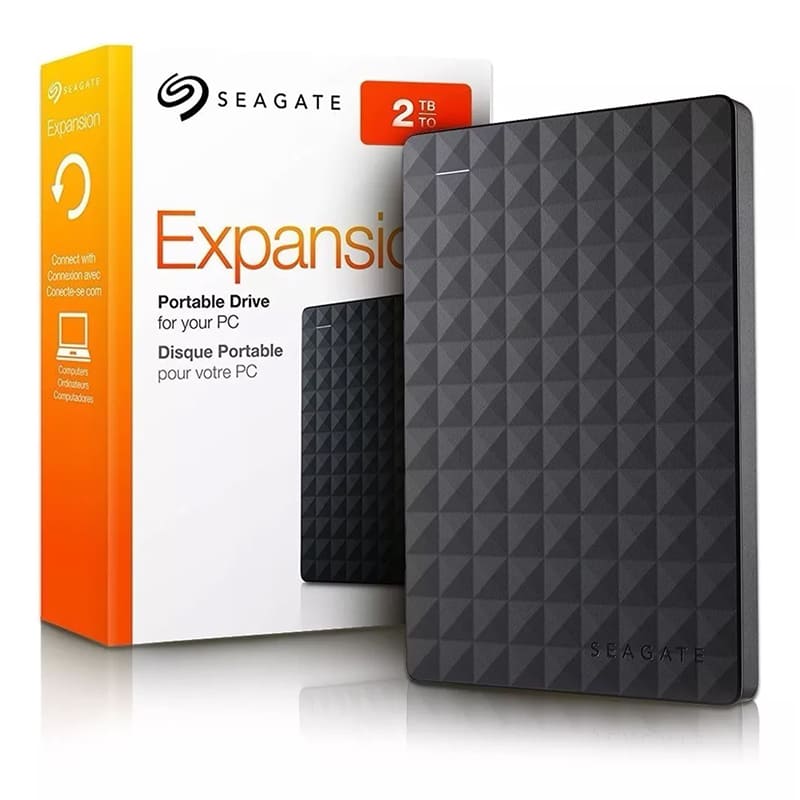 SEAGATE
Expansion
Connect with
Connexion avec
Conecte-se com
Computers
Ordinateurs
Computadores
SEAGATE
2 TB
TO
Expansio
Portable Drive
for your PC
Disque Portable
pour votre PC
SEAGATE